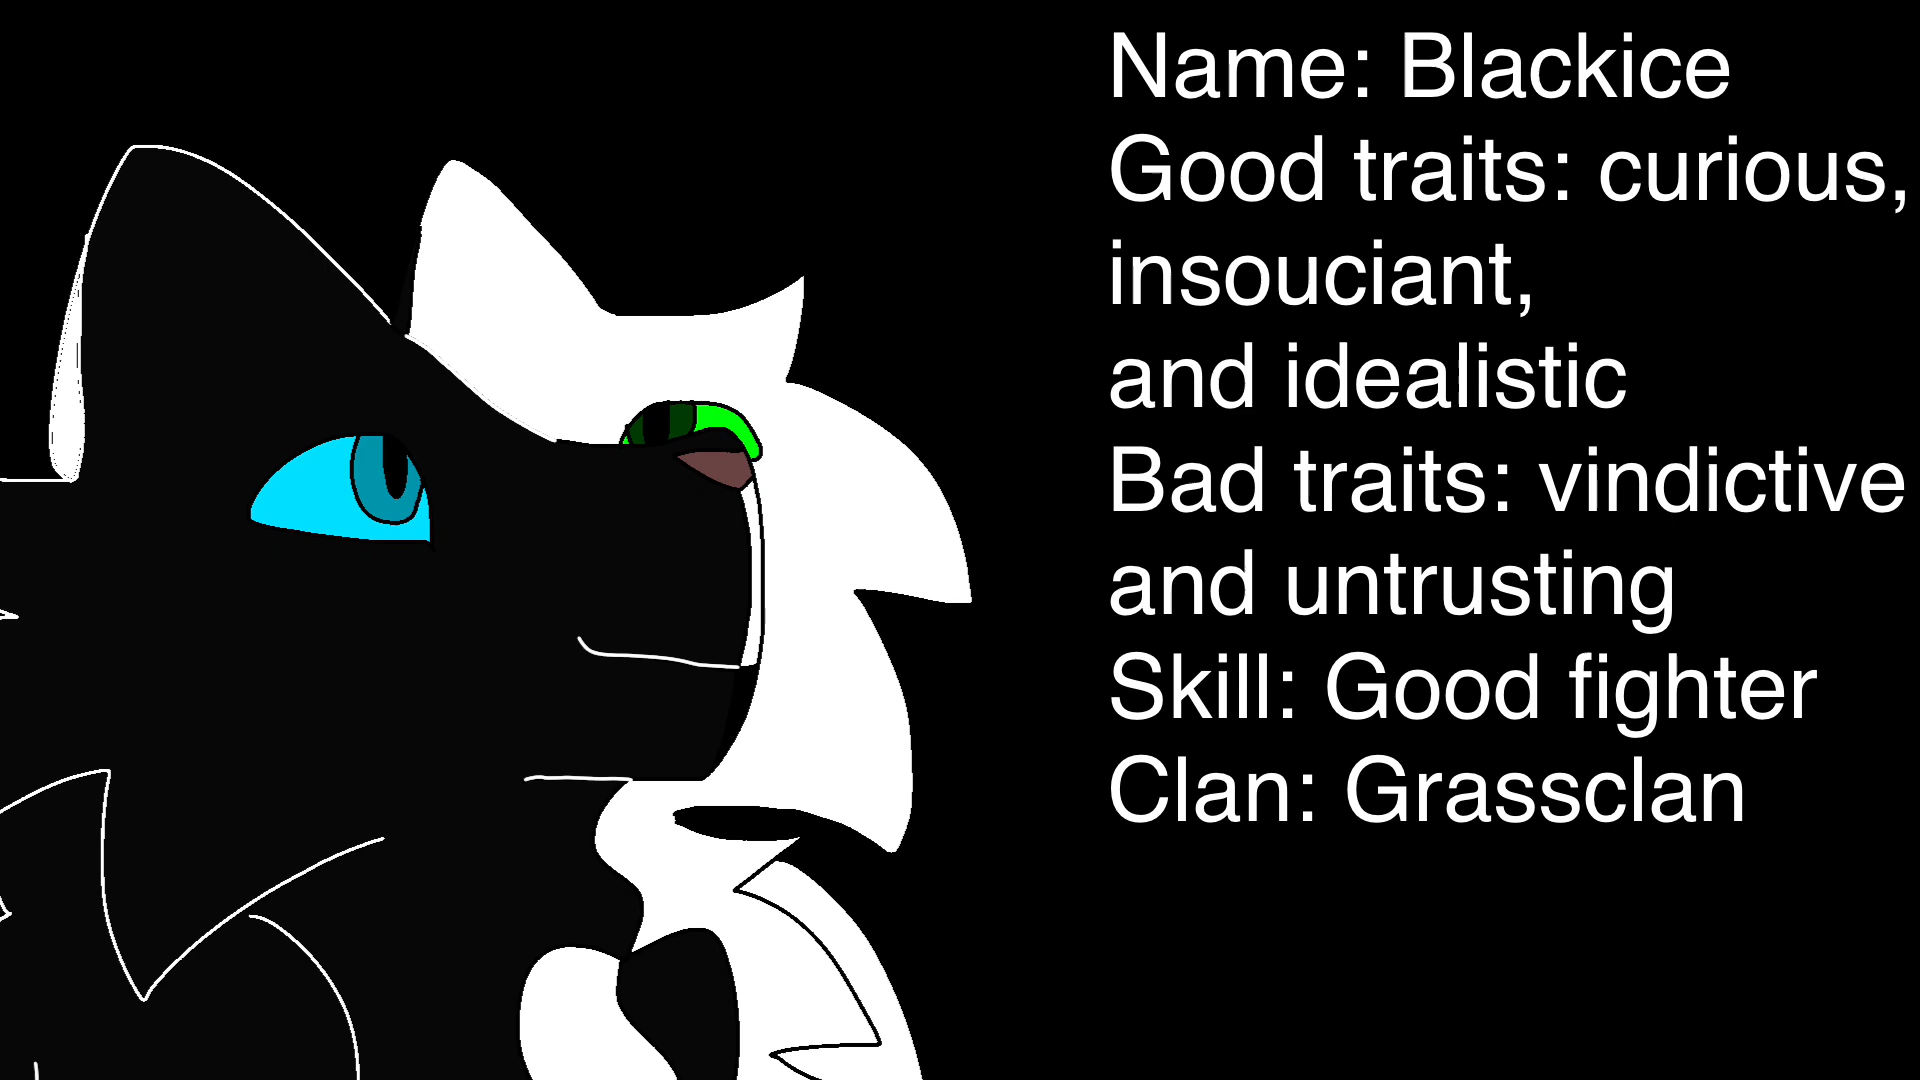 Name: Blackice
Good traits: curious,
insouciant,
and idealistic
Bad traits: vindictive
and untrusting
Skill: Good fighter
Clan: Grassclan